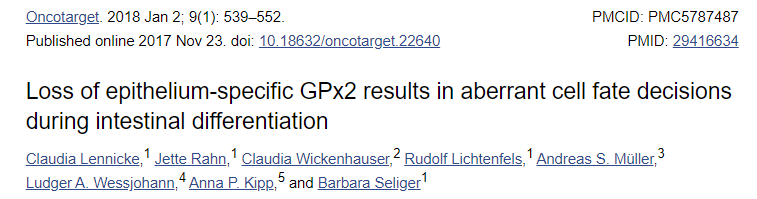 Oncotarget. 2018 Jan 2; 9(1): 539–552. PMCID: PMC5787487
Published online 2017 Nov 23. doi: 10.18632/oncotarget.22640 PMID: 29416634
Loss of epithelium-specific GPx2 results in aberrant cell fate decisions
during intestinal differentiation
Claudia Lennicke,1 Jette Rahn,1 Claudia Wickenhauser,2 Rudolf Lichtenfels,1 Andreas S. Müller,3
Ludger A. Wessjohann,4 Anna P. Kipp,5 and Barbara Seliger1